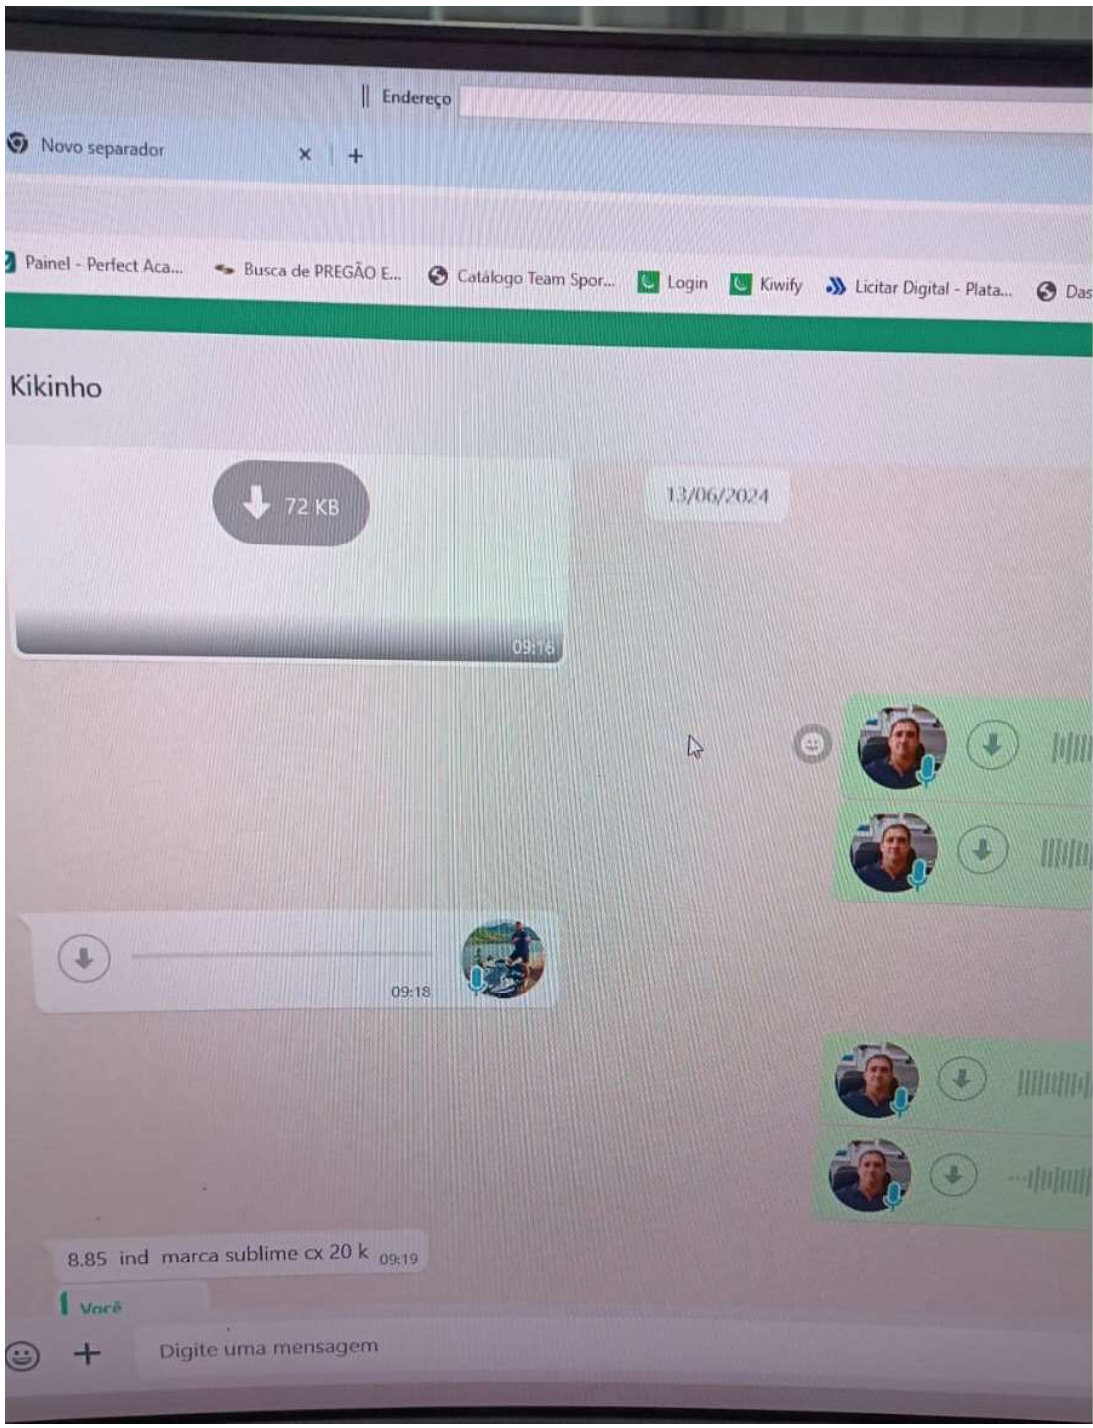 Endereço
Novo separador
Painel - Perfect Aca...
Busca de PREGÃO E...
Catálogo Team Spor...
Login
Kiwify
Licitar Digital - Plata...
Das
Kikinho
72 KB
13/06/2024
09:16
09:18
8.85 ind marca sublime cx 20 k 09:19
Você
Digite uma mensagem